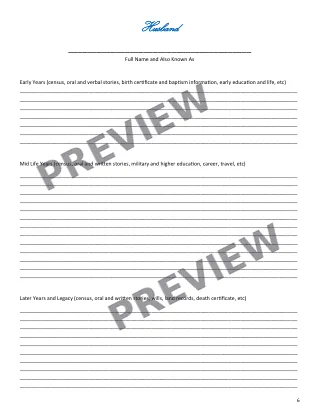 Husband
Full Name and Also Known As
Early Years (census, oral and verbal stories, birth certificate and baptism information, early education and life, etc)
PREVIEW
Mid Life Years (census, oral and written stories, military and higher education, career, travel, etc)
PREVIEW
Later Years and Legacy (census, oral and written stories, wills, land records, death certificate, etc)
6